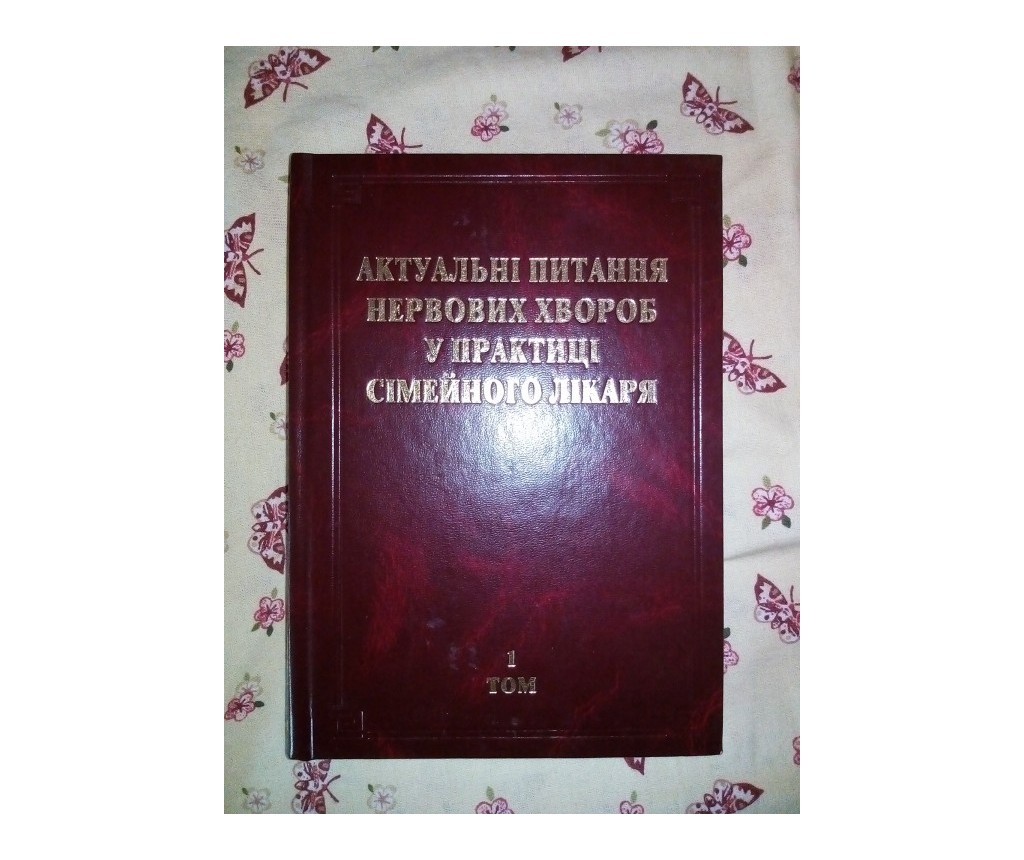 АКТУАЛЬНІ ПИТАННЯ
НЕРВОВИХ ХВОРОБ
У ПРАКТИЦІ
СІМЕЙНОГО ЛІКАРЯ
1
ТОМ